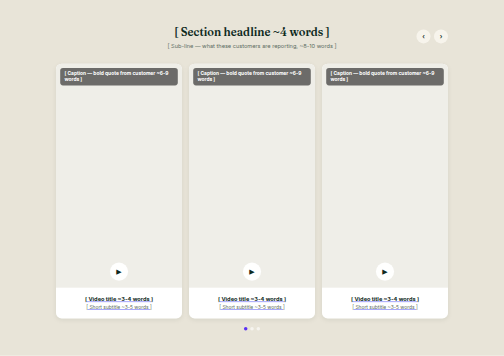 [ Section headline ~4 words ]
[ Sub-line — what these customers are reporting, ~8-10 words ]
[ Caption — bold quote from customer ~6-9
words ]
[ Caption — bold quote from customer ~6-9
words ]
[ Caption — bold quote from customer ~6-9
words ]
[ Video title ~3-4 words ]
[ Short subtitle ~3-5 words ]
[ Video title ~3-4 words ]
[ Short subtitle ~3-5 words ]
[ Video title ~3-4 words ]
[ Short subtitle ~3-5 words ]